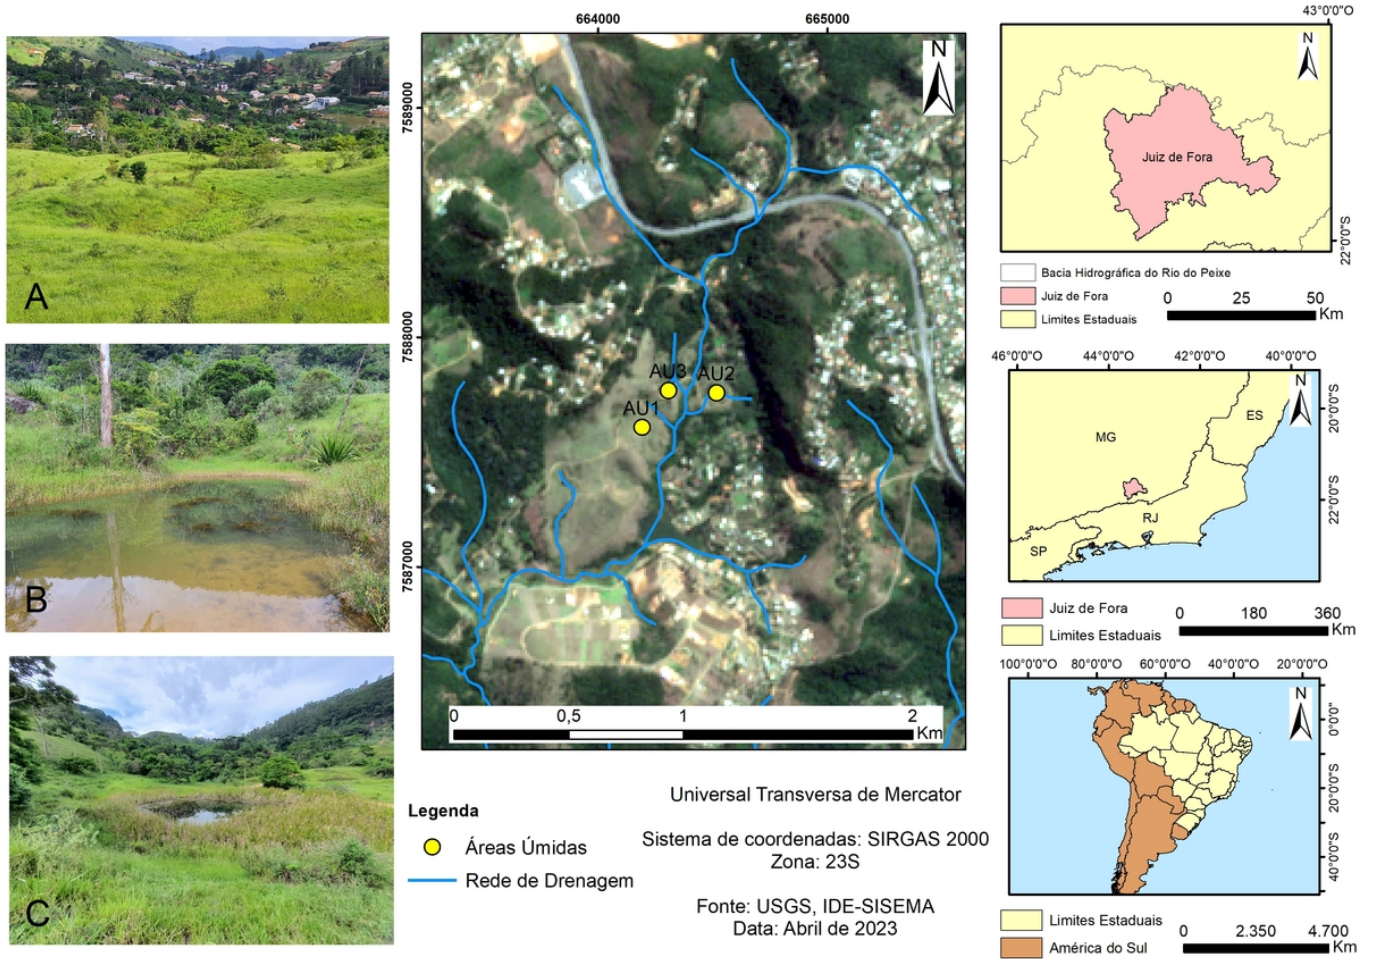 A
B
C
664000
665000
7589000
7588000
7587000
N
AU3
AU2
AU1
0
0,5
1
2
Km
Legenda
Áreas Úmidas
Rede de Drenagem
Universal Transversa de Mercator
Sistema de coordenadas: SIRGAS 2000
Zona: 23S
Fonte: USGS, IDE-SISEMA
Data: Abril de 2023
43°0'0"O
N
Juiz de Fora
22°0'0"S
Bacia Hidrográfica do Rio do Peixe
Juiz de Fora
Limites Estaduais
0 25 50
Km
46°0'0"O 44°0'0"O 42°0'0"O 40°0'0"O
N
ES
MG
RJ
SP
20°0'0"S
22°0'0"S
Juiz de Fora
Limites Estaduais
0 180 360
Km
100°0'0"O 80°0'0"O 60°0'0"O 40°0'0"O 20°0'0"O
N
0°0'0"
20°0'0"S
40°0'0"S
Limites Estaduais
América do Sul
0 2.350 4.700
Km